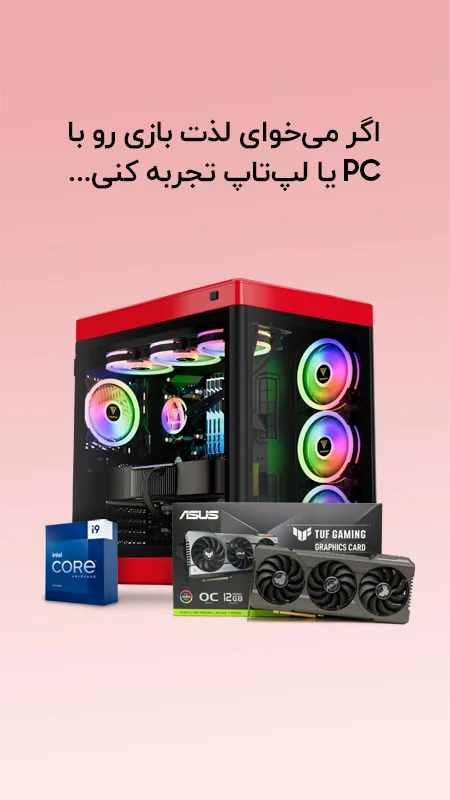 اگر می‌خوای لذت بازی رو با
PC یا لپ‌تاپ تجربه کنی...
ASUS
TUF GAMING
GRAPHICS CARD
OC 12GB
i9
intel
CORE
UNLOCKED